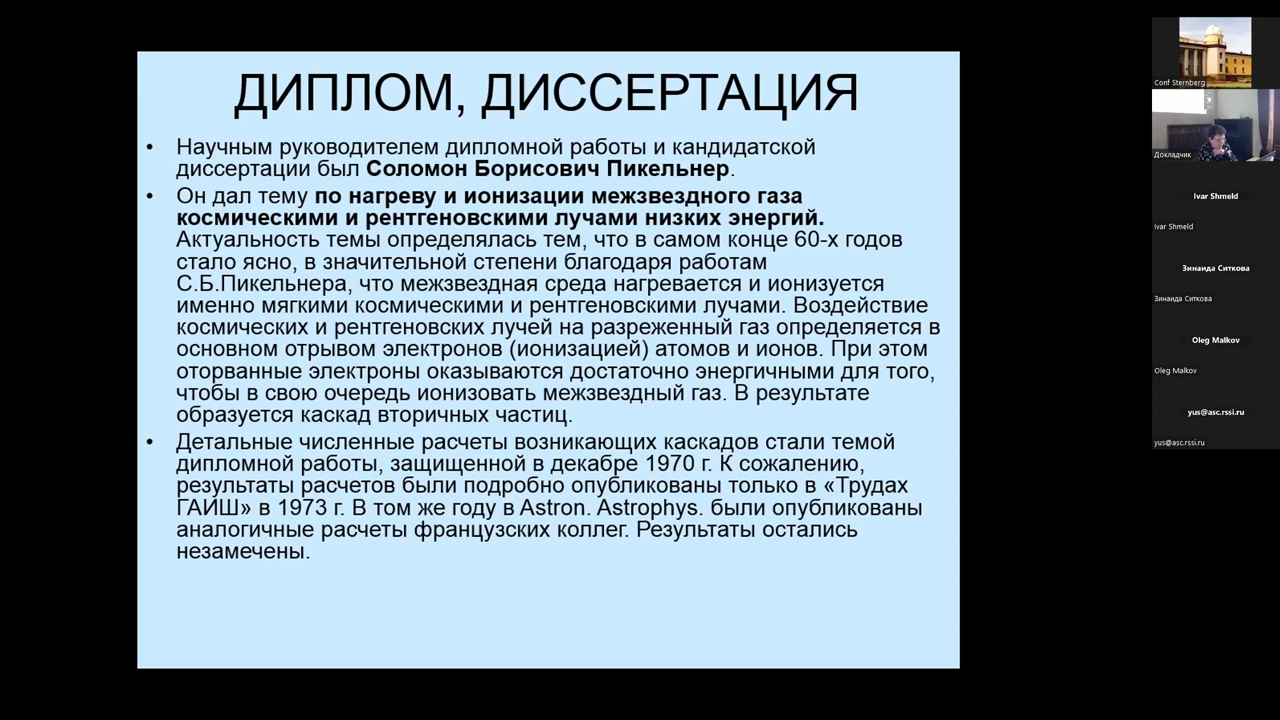 ДИПЛОМ, ДИССЕРТАЦИЯ
• Научным руководителем дипломной работы и кандидатской
диссертации был Соломон Борисович Пикельнер.
• Он дал тему по нагреву и ионизации межзвездного газа
космическими и рентгеновскими лучами низких энергий.
Актуальность темы определялась тем, что в самом конце 60-х годов
стало ясно, в значительной степени благодаря работам
С.Б.Пикельнера, что межзвездная среда нагревается и ионизуется
именно мягкими космическими и рентгеновскими лучами. Воздействие
космических и рентгеновских лучей на разреженный газ определяется в
основном отрывом электронов (ионизацией) атомов и ионов. При этом
оторванные электроны оказываются достаточно энергичными для того,
чтобы в свою очередь ионизовать межзвездный газ. В результате
образуется каскад вторичных частиц.
• Детальные численные расчеты возникающих каскадов стали темой
дипломной работы, защищенной в декабре 1970 г. К сожалению,
результаты расчетов были подробно опубликованы только в «Трудах
ГАИШ» в 1973 г. В том же году в Astron. Astrophys. были опубликованы
аналогичные расчеты французских коллег. Результаты остались
незамечены.
Conf Sternberg
Докладчик
Ivar Shmeld
Ivar Shmeld
Зинаида Ситкова
Зинаида Ситкова
Oleg Malkov
Oleg Malkov
yus@asc.rssi.ru
yus@asc.rssi.ru